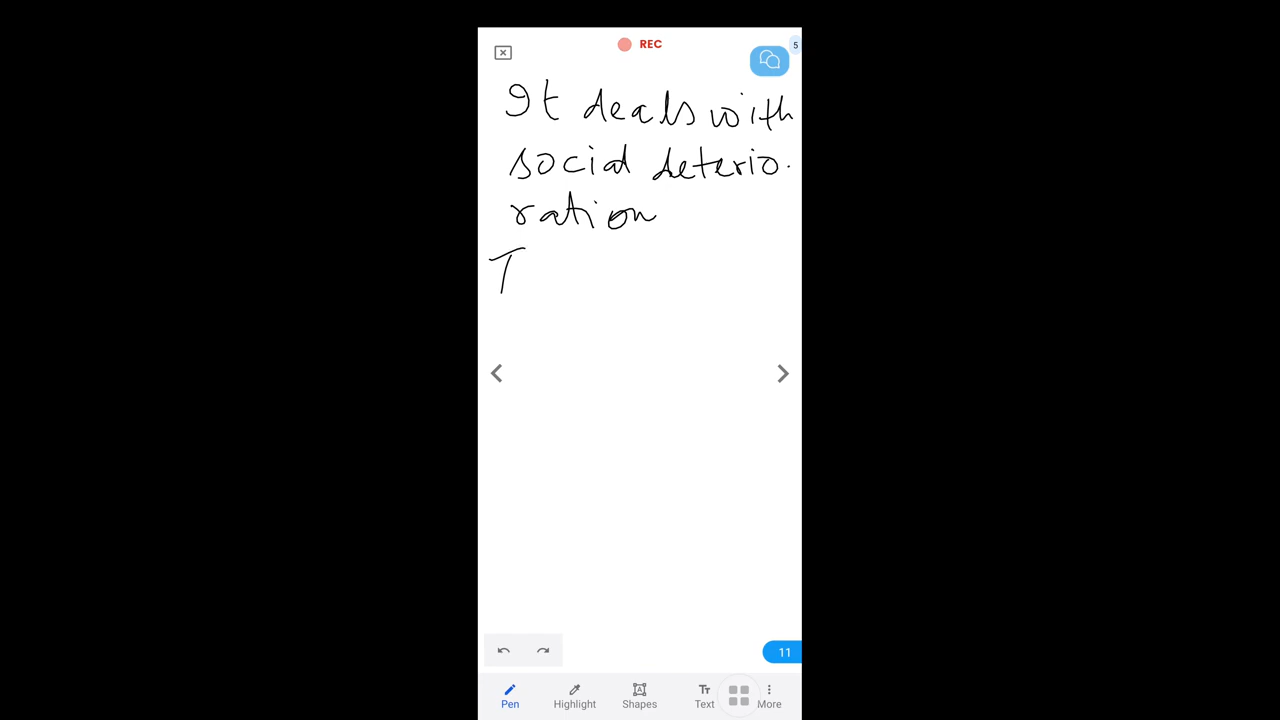 REC
5
It deals with
social deterio.
ration
T
11
Pen
Highlight
Shapes
Text
More